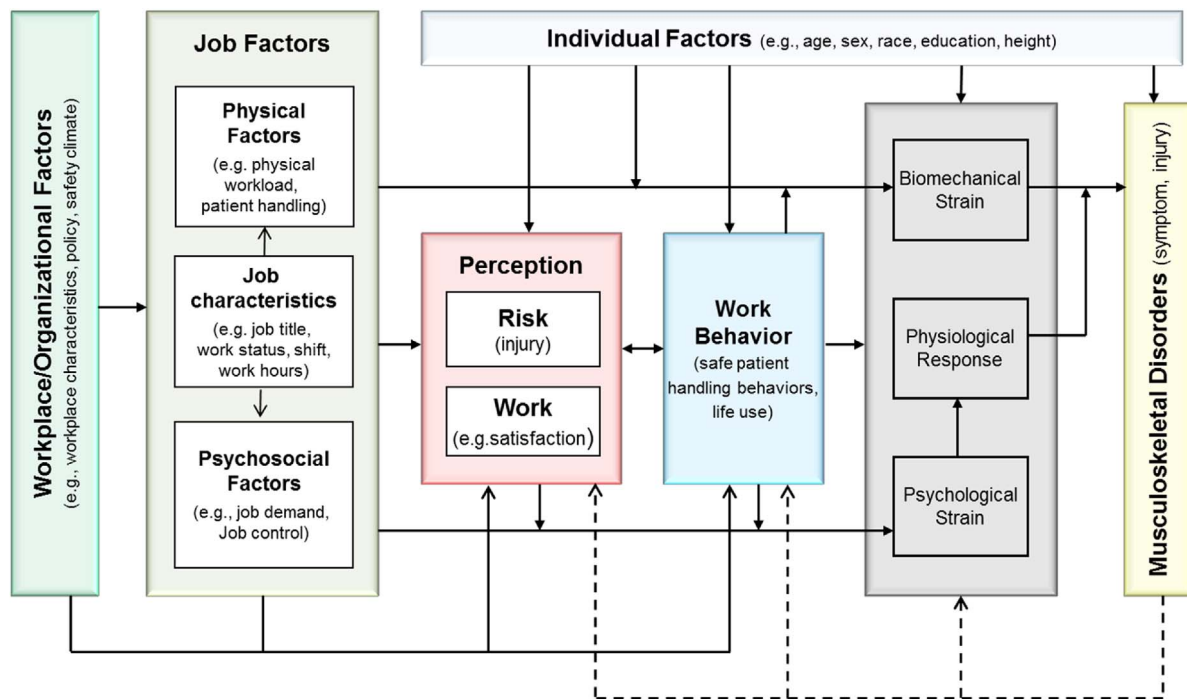 Workplace/Organizational Factors
(e.g., workplace characteristics, policy, safety climate)
Job Factors
Physical
Factors
(e.g. physical
workload,
patient handling)
Job
characteristics
(e.g. job title,
work status, shift,
work hours)
Psychosocial
Factors
(e.g., job demand,
Job control)
Individual Factors (e.g., age, sex, race, education, height)
Perception
Risk
(injury)
Work
(e.g.satisfaction)
Work
Behavior
(safe patient
handling behaviors,
life use)
Biomechanical
Strain
Physiological
Response
Psychological
Strain
Musculoskeletal Disorders (symptom, injury)